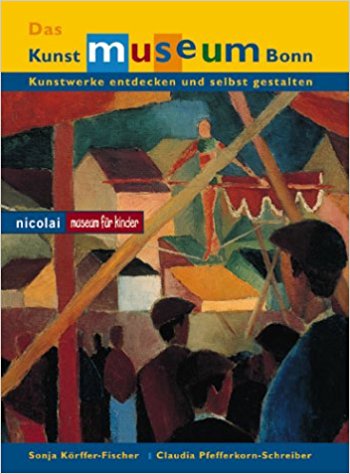 Das
Kunst museum Bonn
Kunstwerke entdecken und selbst gestalten
nicolai museum für kinder
Sonja Körffer-Fischer | Claudia Pfefferkorn-Schreiber